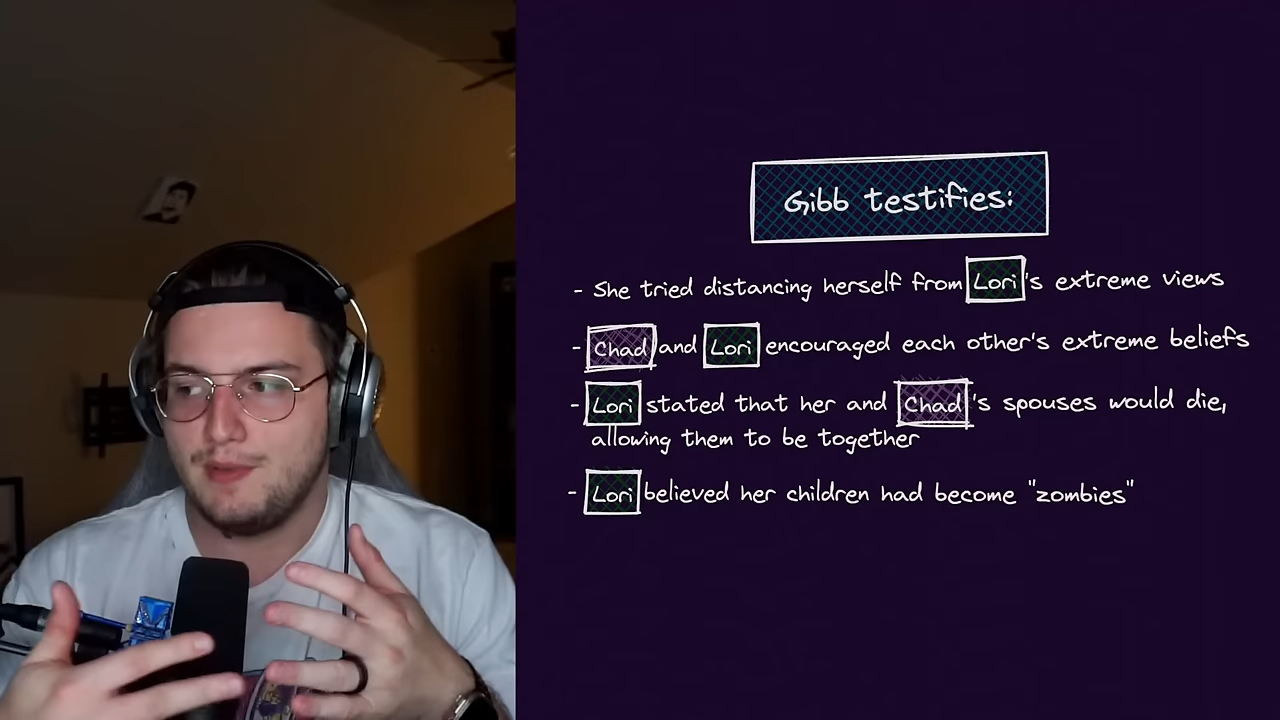 Gibb testifies:
- She tried distancing herself from Lori's extreme views
- Chad and Lori encouraged each other's extreme beliefs
- Lori stated that her and Chad's spouses would die,
allowing them to be together
- Lori believed her children had become "zombies"